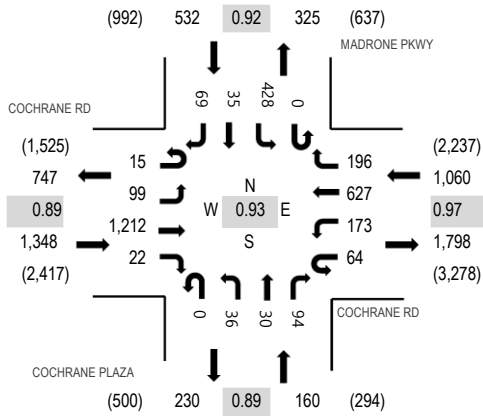 (992) 532 0.92 325 (637)
MADRONE PKWY
69 35 428 0
COCHRANE RD
(1,525)
747
0.89
1,348
(2,417)
15
99
1,212
22
N
W 0.93 E
S
196
627
173
64
(2,237)
1,060
0.97
1,798
(3,278)
0 36 30 94
COCHRANE RD
COCHRANE PLAZA
(500) 230 0.89 160 (294)